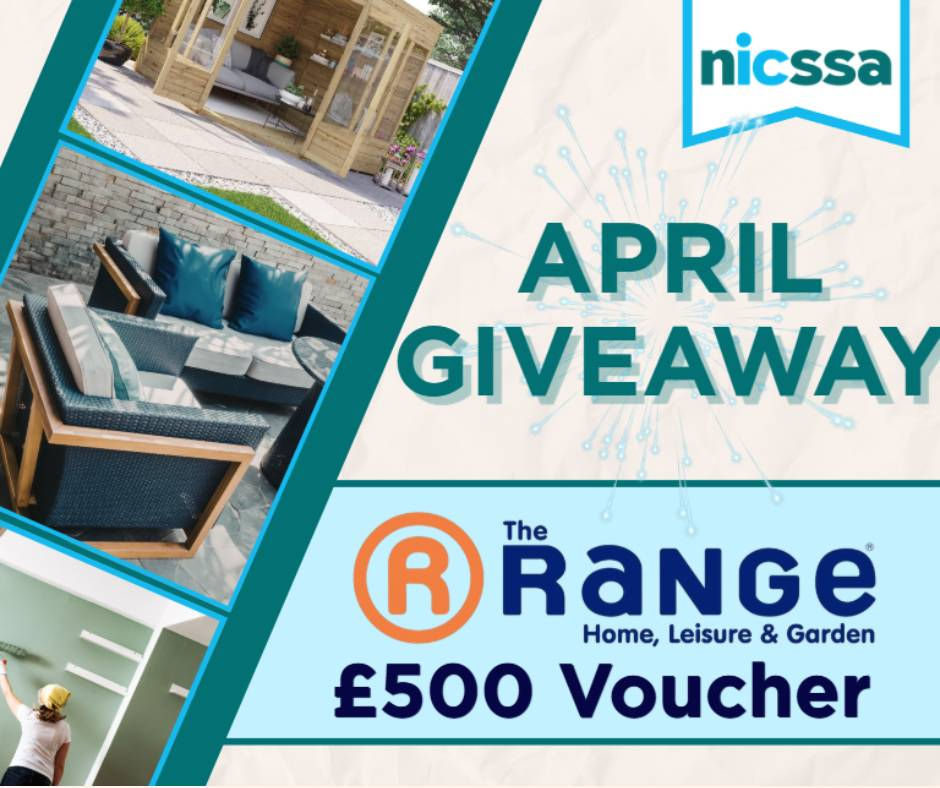 nicssa
APRIL
GIVEAWAY
R
The
Range®
Home, Leisure & Garden
£500 Voucher